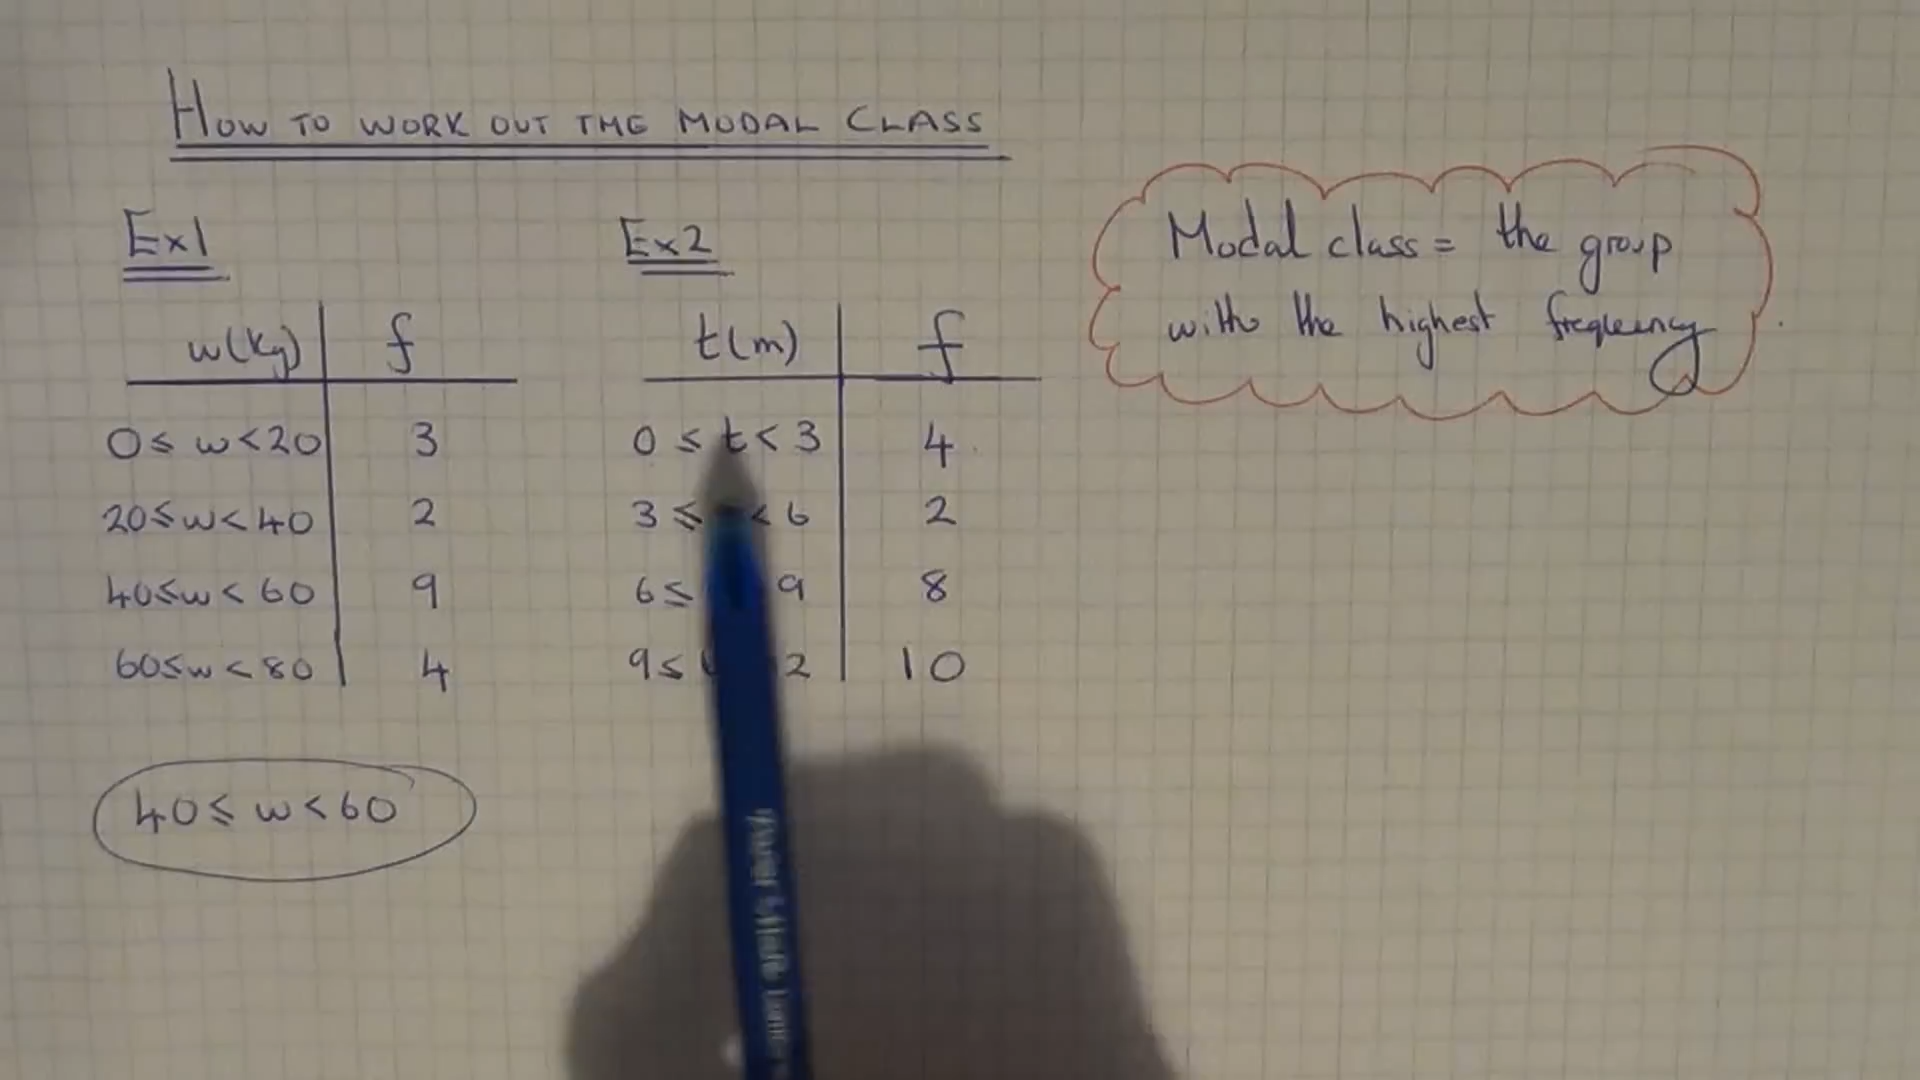 HOW TO WORK OUT THE MODAL CLASS
Ex1
w(kg) f
0≤ w<20 3
20≤w<40 2
40≤w<60 9
60≤w<80 4
40≤ w<60
Ex2
t(m) f
0 ≤ t < 3 4
3 ≤ < 6 2
6 ≤ 9 8
9 ≤ 2 10
Modal class = the group
with the highest frequency